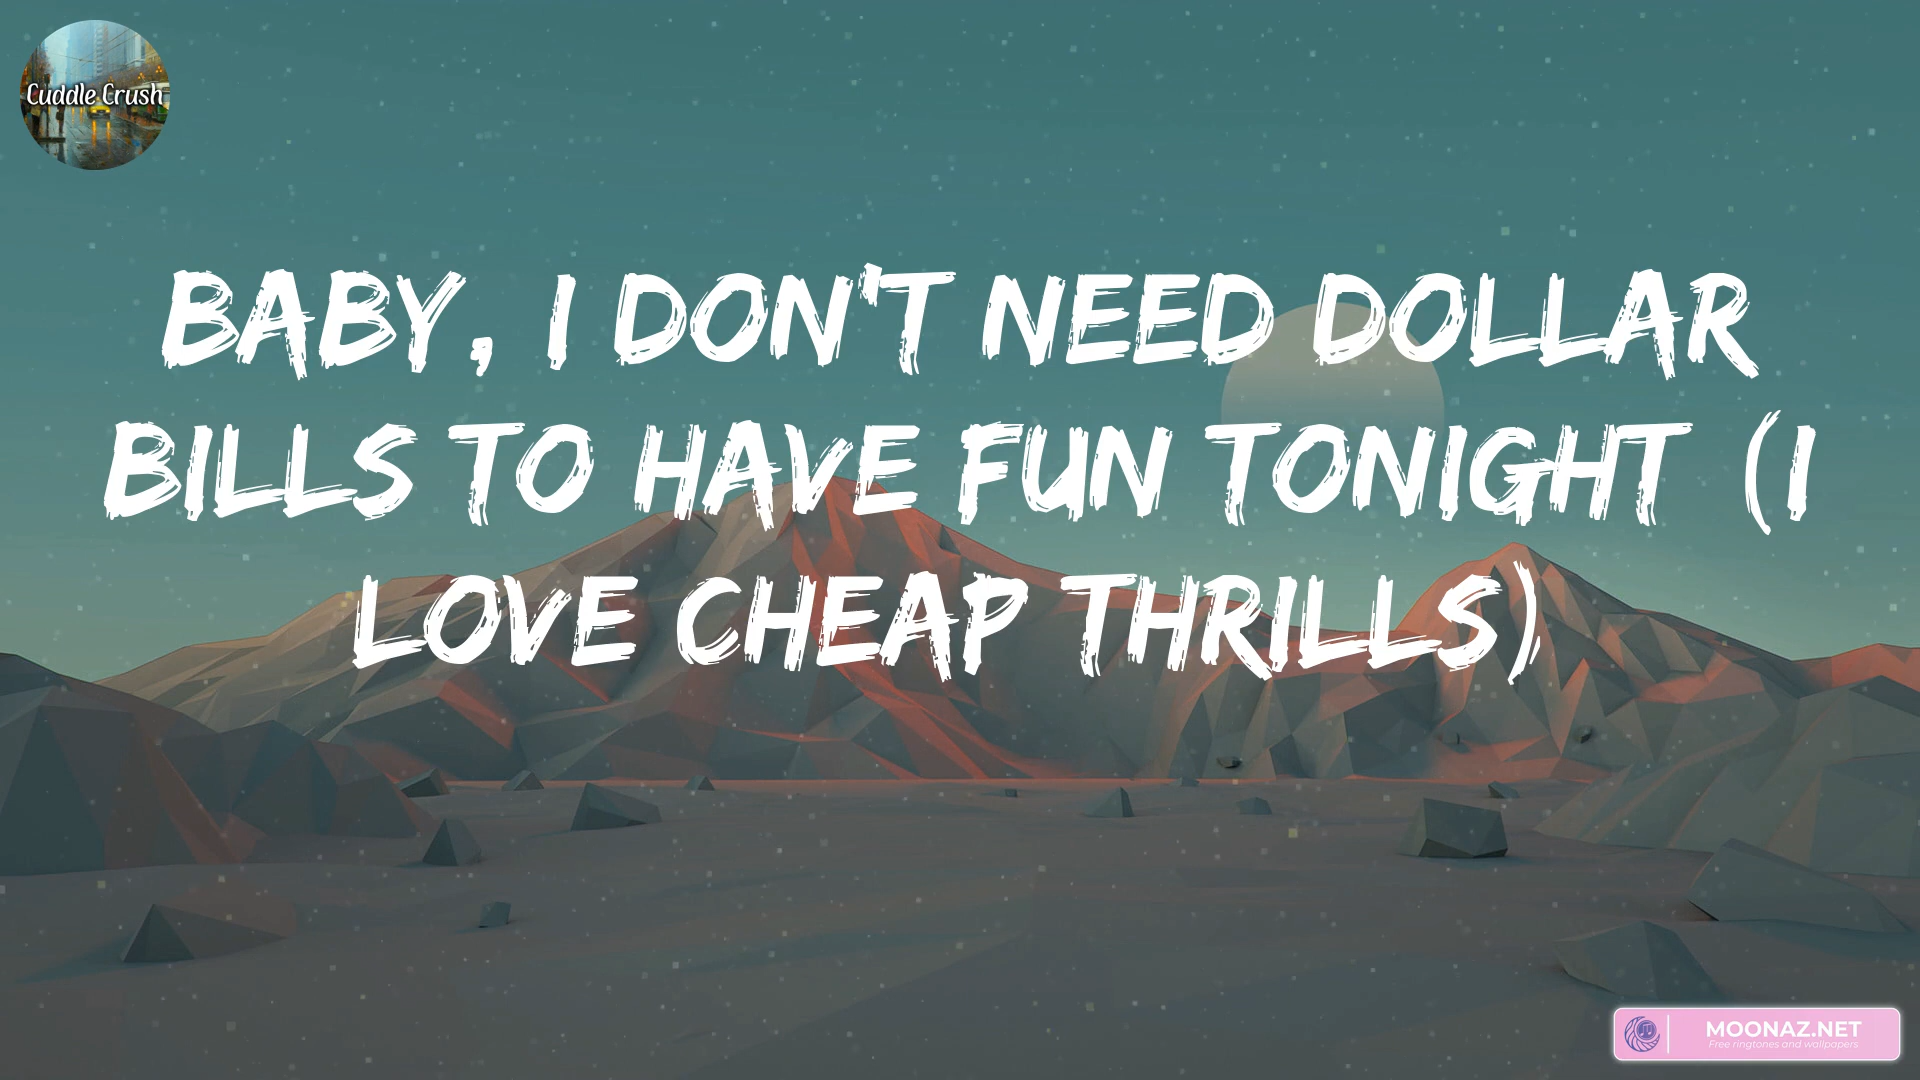 Cuddle Crush
BABY, I DON'T NEED DOLLAR
BILLS TO HAVE FUN TONIGHT (I
LOVE CHEAP THRILLS)
MOONAZ.NET
Free ringtones and wallpapers